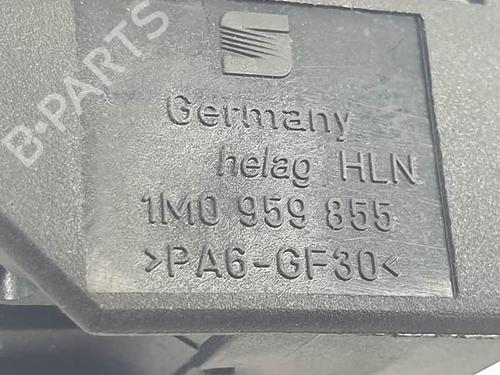 B-PARTS
Germany
helag HLN
1M0 959 855
>PA6-GF30<